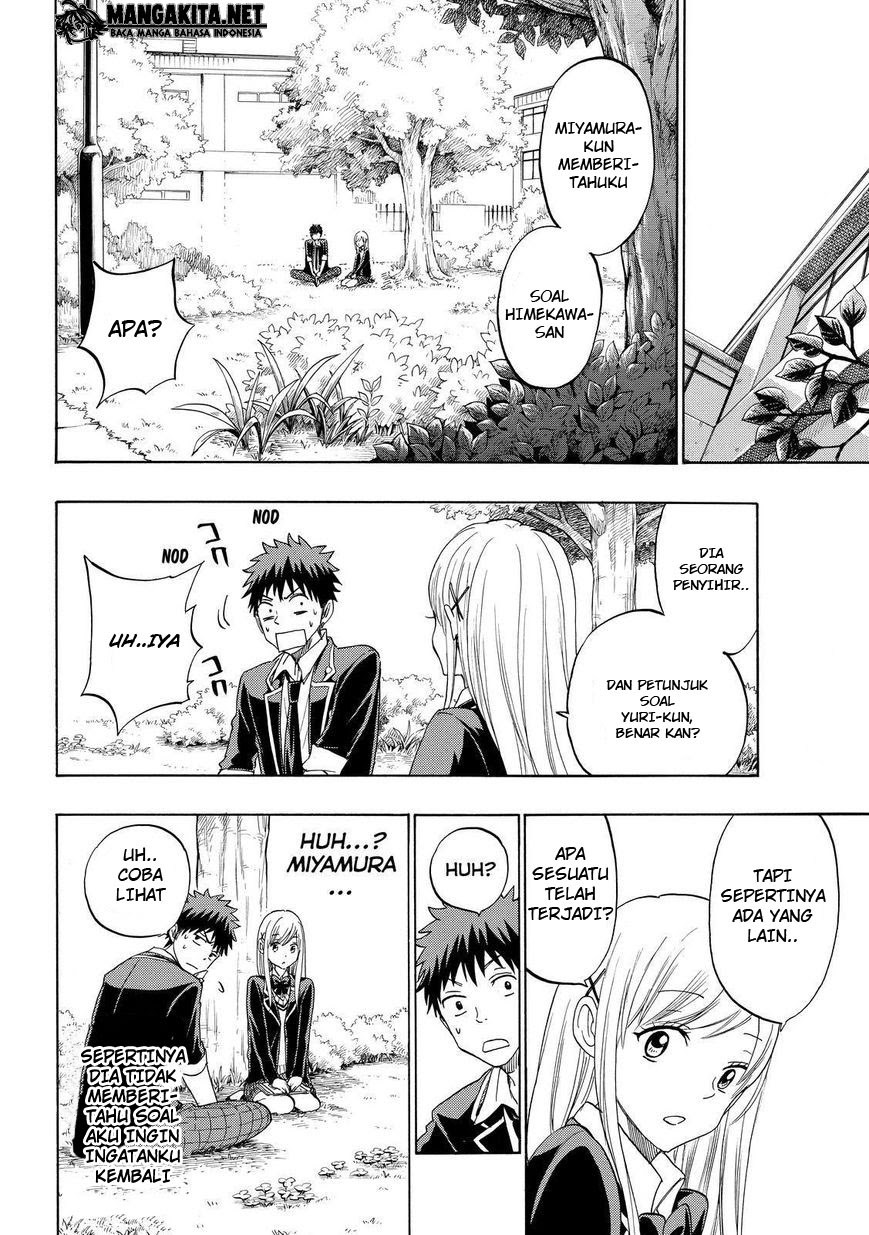 MANGAKITA.NET
BACA MANGA BAHASA INDONESIA
MIYAMURA-
KUN
MEMBERI-
TAHUKU
SOAL
HIMEKAWA-
SAN
APA?
DIA
SEORANG
PENYIHIR..
DAN PETUNJUK
SOAL
YURI-KUN,
BENAR KAN?
NOD
NOD
UH..IYA
TAPI
SEPERTINYA
ADA YANG
LAIN..
APA
SESUATU
TELAH
TERJADI?
HUH?
HUH...?
MIYAMURA
...
UH..
COBA
LIHAT
SEPERTINYA
DIA TIDAK
MEMBERI-
TAHU SOAL
AKU INGIN
INGATANKU
KEMBALI